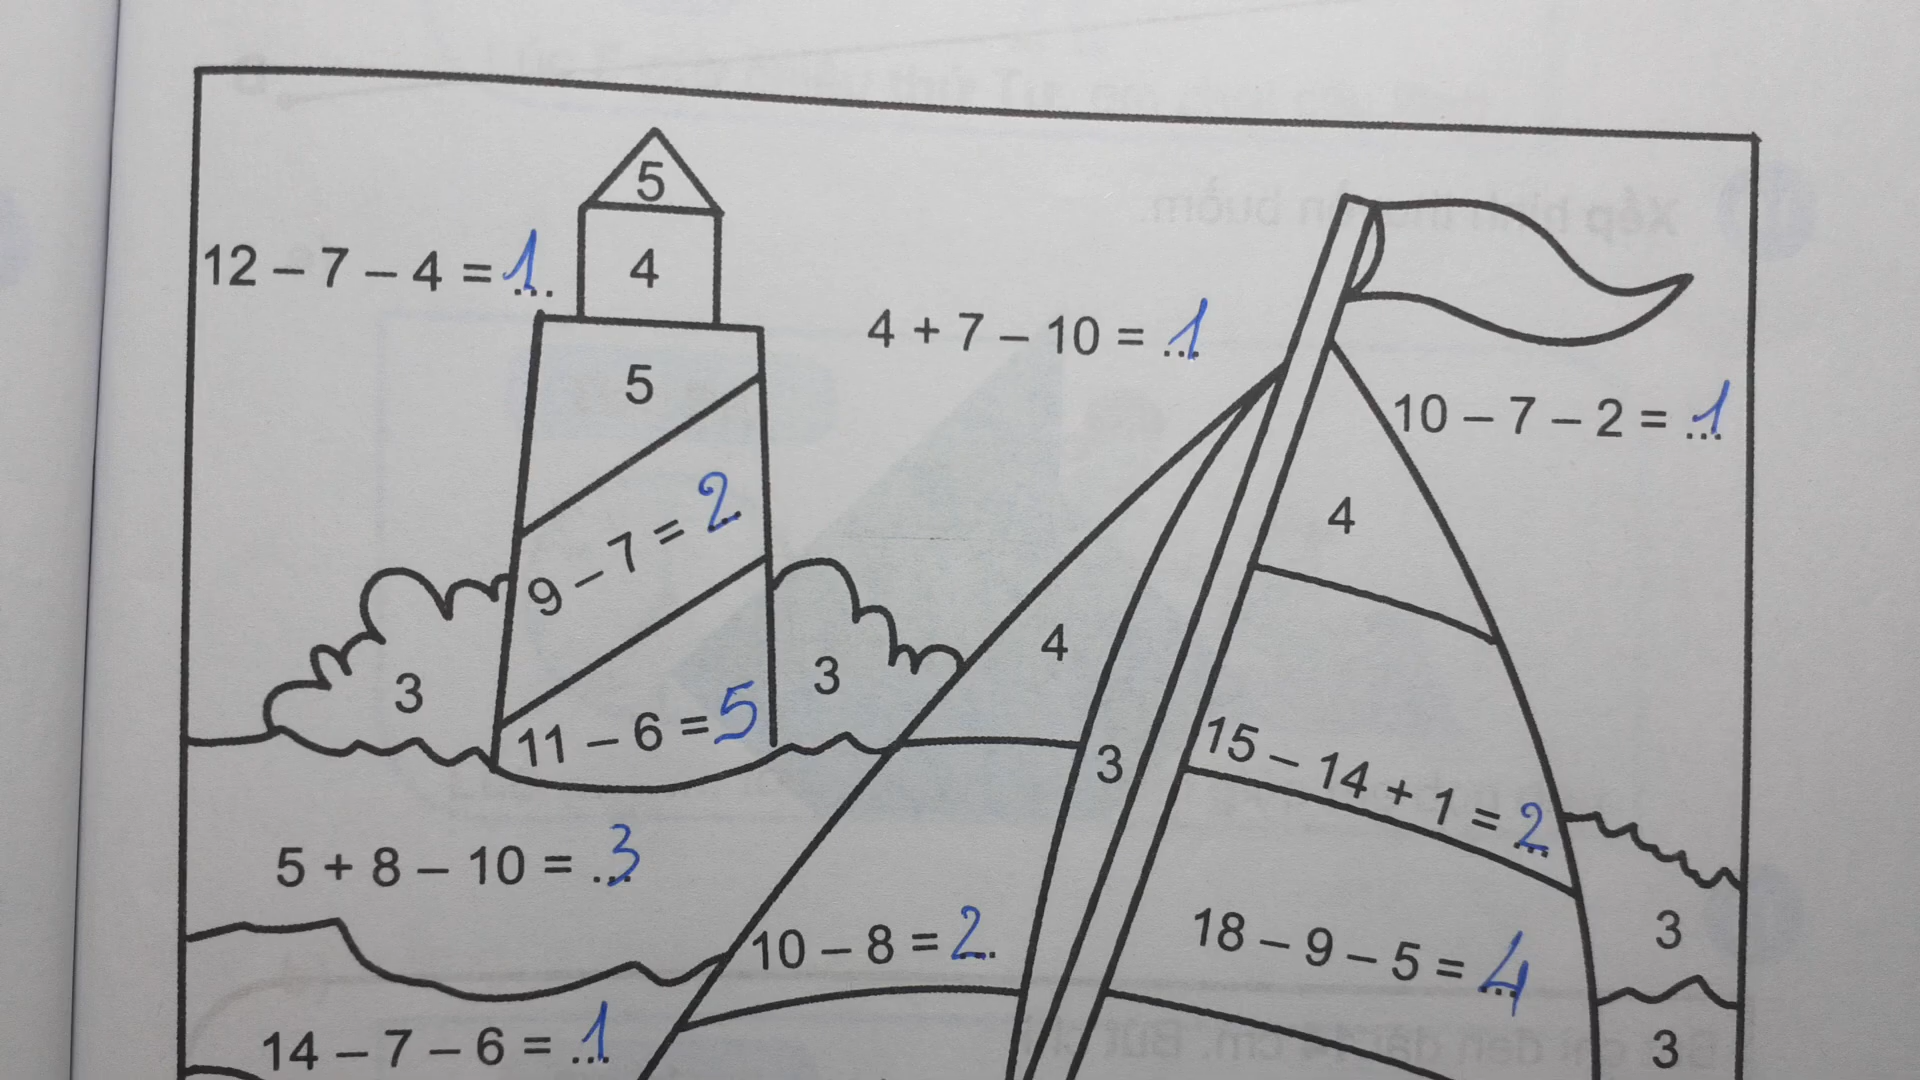 5
12 – 7 – 4 = 1
4
4 + 7 – 10 = 1
5
10 – 7 – 2 = 1
4
9 – 7 = 2
4
3
3
11 – 6 = 5
3
15 – 14 + 1 = 2
5 + 8 – 10 = 3
10 – 8 = 2
18 – 9 – 5 = 4
3
14 – 7 – 6 = 1
3